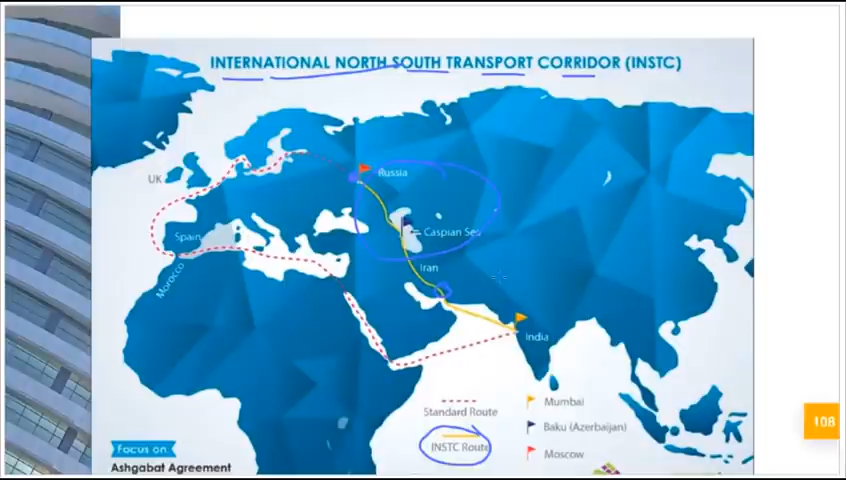 INTERNATIONAL NORTH SOUTH TRANSPORT CORRIDOR (INSTC)
Russia
UK
Caspian Sea
Spain
Iran
Morocco
India
Standard Route
Mumbai
Baku (Azerbaijan)
INSTC Route
Moscow
108
Focus on:
Ashgabat Agreement